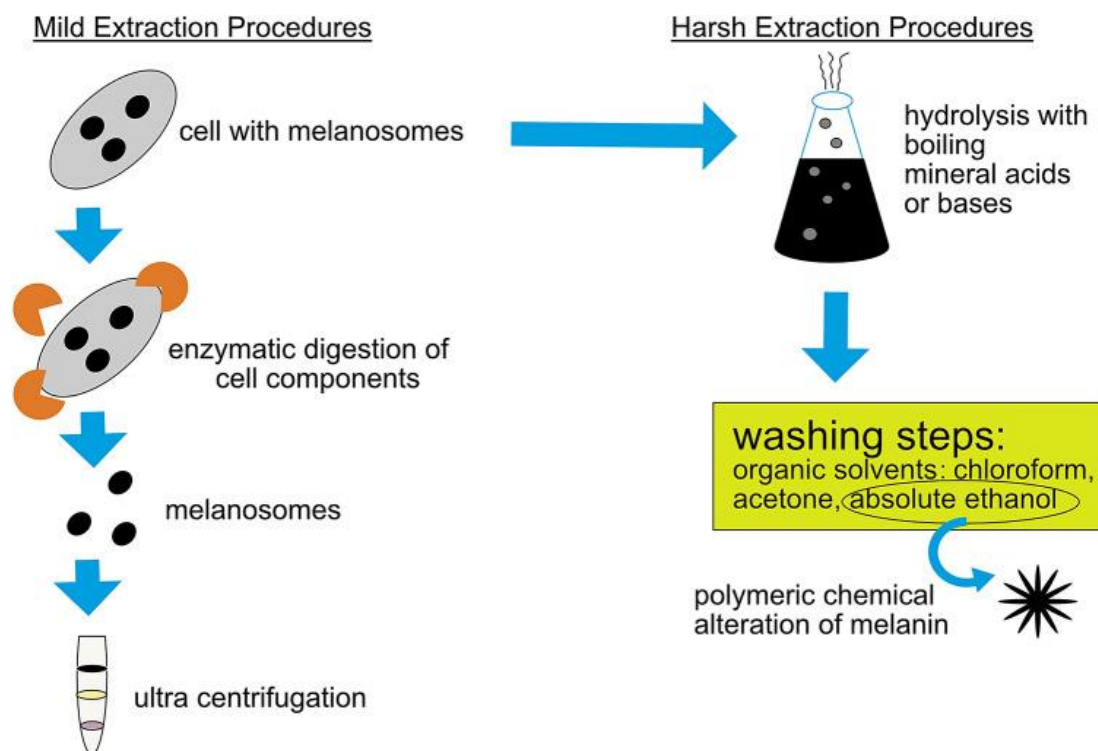 Mild Extraction Procedures
cell with melanosomes
enzymatic digestion of
cell components
melanosomes
ultra centrifugation
Harsh Extraction Procedures
hydrolysis with
boiling
mineral acids
or bases
washing steps:
organic solvents: chloroform,
acetone, absolute ethanol
polymeric chemical
alteration of melanin